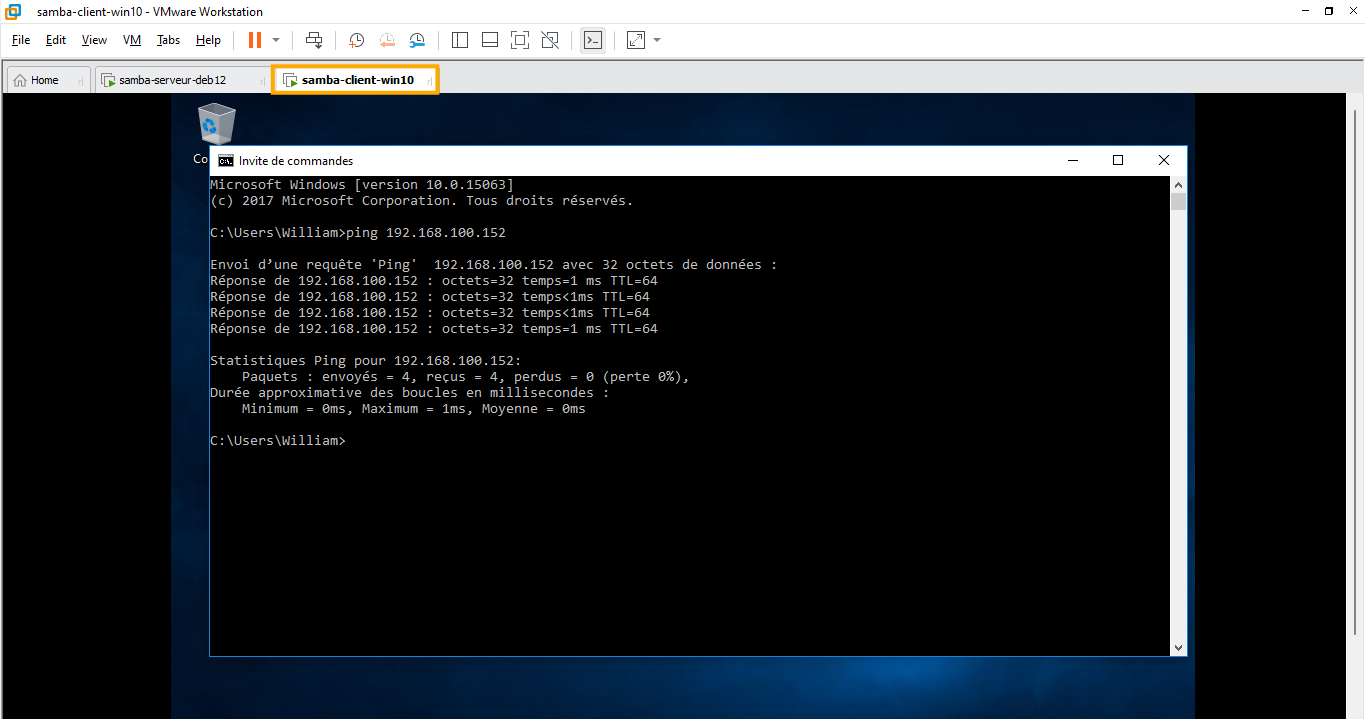 samba-client-win10 - VMware Workstation
File Edit View VM Tabs Help
Home samba-serveur-deb12 samba-client-win10
Co
Invite de commandes
Microsoft Windows [version 10.0.15063]
(c) 2017 Microsoft Corporation. Tous droits réservés.
C:\Users\William>ping 192.168.100.152
Envoi d’une requête 'Ping'  192.168.100.152 avec 32 octets de données :
Réponse de 192.168.100.152 : octets=32 temps=1 ms TTL=64
Réponse de 192.168.100.152 : octets=32 temps<1ms TTL=64
Réponse de 192.168.100.152 : octets=32 temps<1ms TTL=64
Réponse de 192.168.100.152 : octets=32 temps=1 ms TTL=64
Statistiques Ping pour 192.168.100.152:
Paquets : envoyés = 4, reçus = 4, perdus = 0 (perte 0%),
Durée approximative des boucles en millisecondes :
Minimum = 0ms, Maximum = 1ms, Moyenne = 0ms
C:\Users\William>